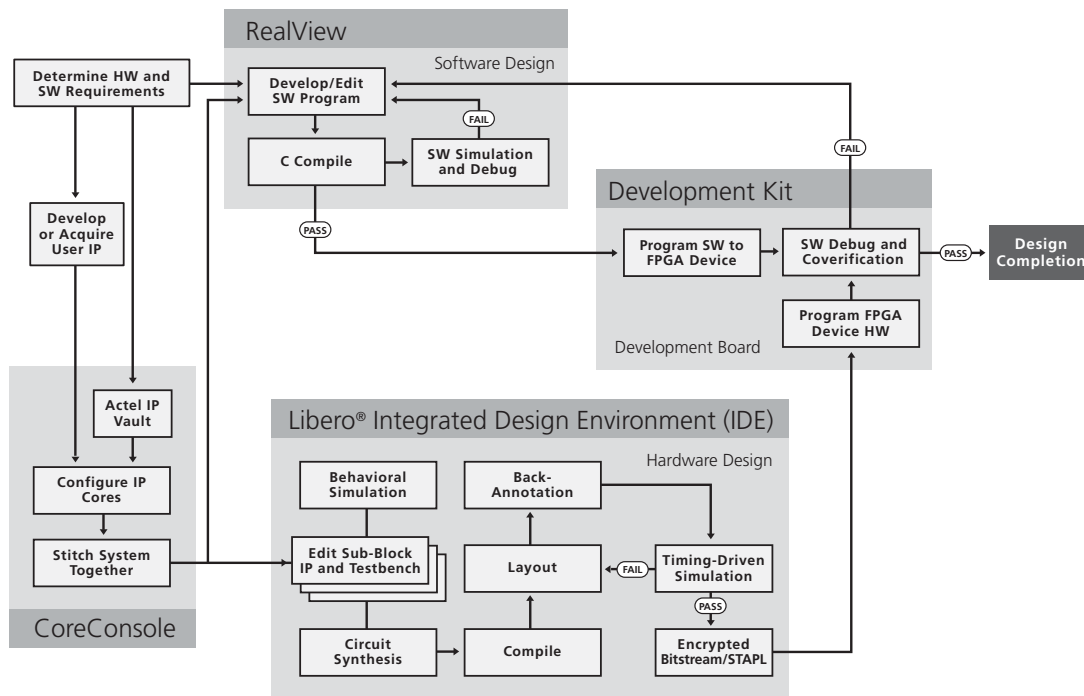 RealView
Software Design
Determine HW and
SW Requirements
Develop/Edit
SW Program
FAIL
C Compile
SW Simulation
and Debug
PASS
FAIL
Develop
or Acquire
User IP
Development Kit
Program SW to
FPGA Device
SW Debug and
Coverification
PASS
Design
Completion
Program FPGA
Device HW
Development Board
Actel IP
Vault
Configure IP
Cores
Stitch System
Together
CoreConsole
Libero® Integrated Design Environment (IDE)
Hardware Design
Behavioral
Simulation
Back-
Annotation
Edit Sub-Block
IP and Testbench
Layout
FAIL
Timing-Driven
Simulation
PASS
Circuit
Synthesis
Compile
Encrypted
Bitstream/STAPL